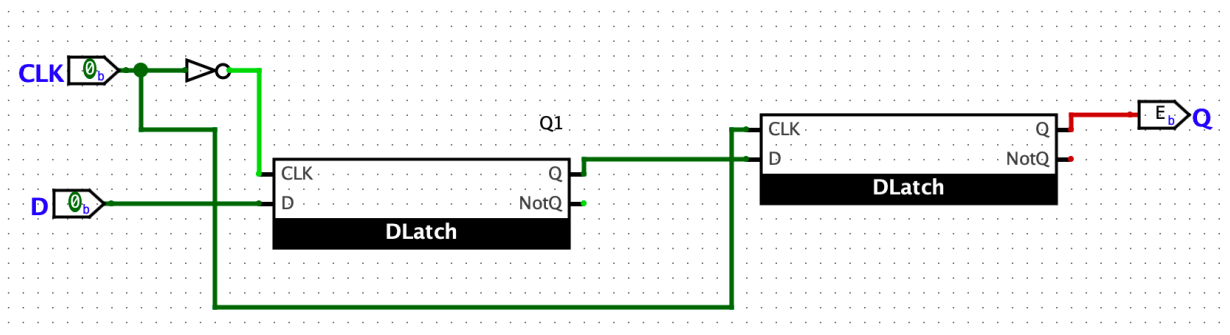 CLK 0b
D 0b
Q1
CLK Q
D NotQ
DLatch
CLK Q
D NotQ
DLatch
Eb Q